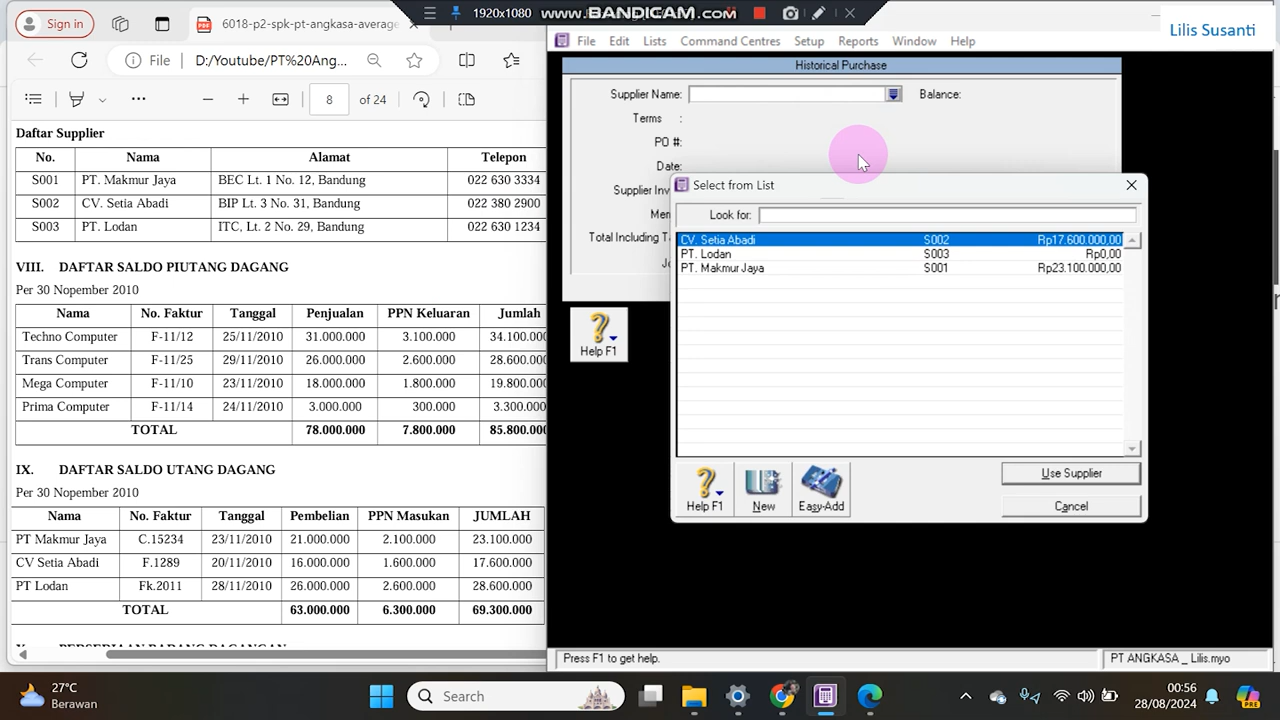 Sign in
6018-p2-spk-pt-angkasa-average
1920x1080
www.BANDICAM.com
Lilis Susanti
File
D:/Youtube/PT%20Ang...
8
of 24
Daftar Supplier
No. Nama Alamat Telepon
S001 PT. Makmur Jaya BEC Lt. 1 No. 12, Bandung 022 630 3334
S002 CV. Setia Abadi BIP Lt. 3 No. 31, Bandung 022 380 2900
S003 PT. Lodan ITC, Lt. 2 No. 29, Bandung 022 630 1234
VIII. DAFTAR SALDO PIUTANG DAGANG
Per 30 Nopember 2010
Nama No. Faktur Tanggal Penjualan PPN Keluaran Jumlah
Techno Computer F-11/12 25/11/2010 31.000.000 3.100.000 34.100.000
Trans Computer F-11/25 29/11/2010 26.000.000 2.600.000 28.600.000
Mega Computer F-11/10 23/11/2010 18.000.000 1.800.000 19.800.000
Prima Computer F-11/14 24/11/2010 3.000.000 300.000 3.300.000
TOTAL 78.000.000 7.800.000 85.800.000
IX. DAFTAR SALDO UTANG DAGANG
Per 30 Nopember 2010
Nama No. Faktur Tanggal Pembelian PPN Masukan JUMLAH
PT Makmur Jaya C.15234 23/11/2010 21.000.000 2.100.000 23.100.000
CV Setia Abadi F.1289 20/11/2010 16.000.000 1.600.000 17.600.000
PT Lodan Fk.2011 28/11/2010 26.000.000 2.600.000 28.600.000
TOTAL 63.000.000 6.300.000 69.300.000
File Edit Lists Command Centres Setup Reports Window Help
Historical Purchase
Supplier Name: Balance:
Terms :
PO #:
Date:
Supplier Inv
Mem
Total Including T
Jo
Help F1
Select from List
Look for:
CV. Setia Abadi S002 Rp17.600.000,00
PT. Lodan S003 Rp0,00
PT. Makmur Jaya S001 Rp23.100.000,00
Help F1 New Easy-Add
Use Supplier
Cancel
Press F1 to get help.
PT ANGKASA _ Lilis.myo
27°C
Berawan
Search
00:56
28/08/2024
PRE